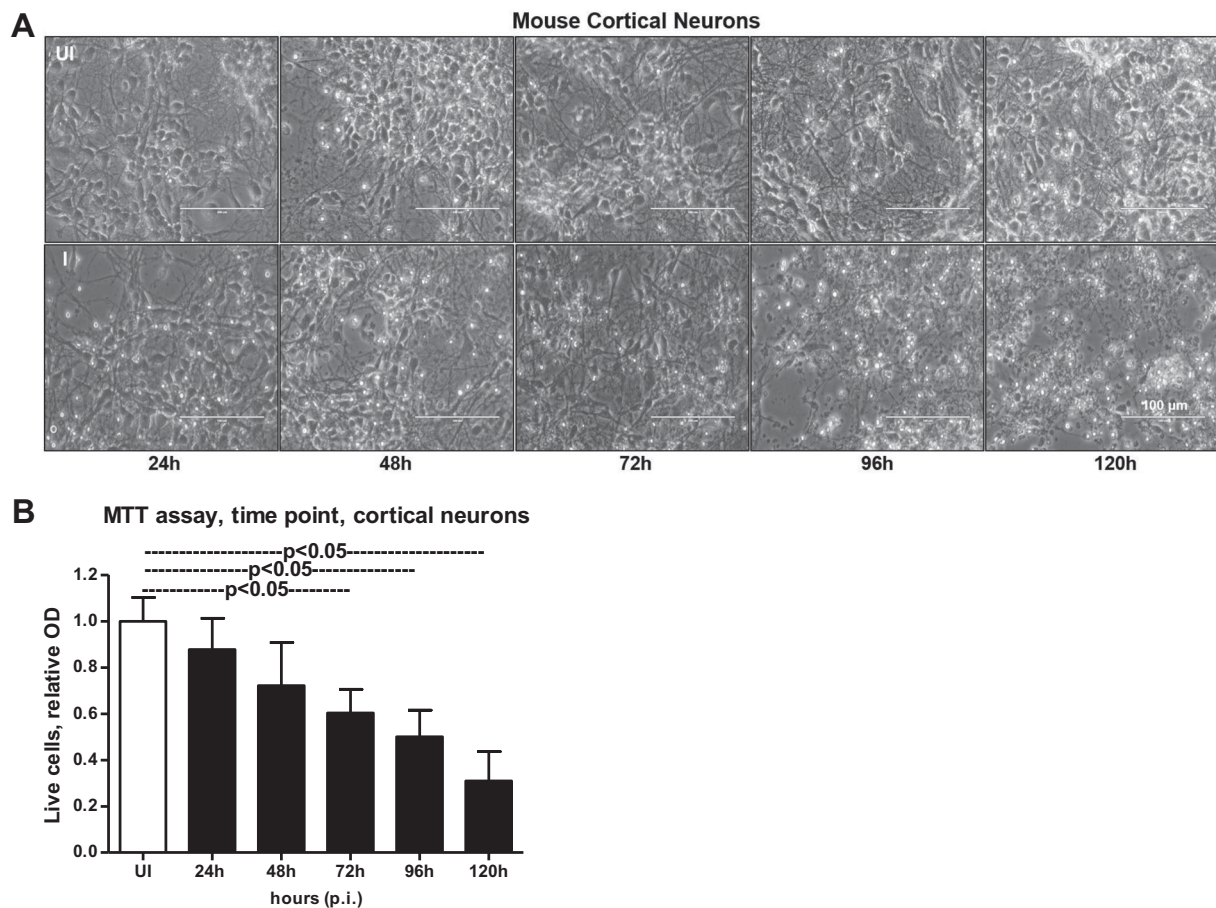 A
Mouse Cortical Neurons
UI
I
100 µm
24h 48h 72h 96h 120h
B
MTT assay, time point, cortical neurons
p<0.05
p<0.05
p<0.05
Live cells, relative OD
1.2
1.0
0.8
0.6
0.4
0.2
0.0
UI 24h 48h 72h 96h 120h
hours (p.i.)